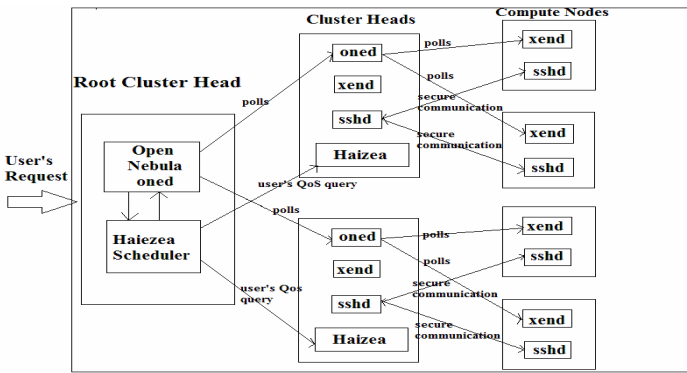 Cluster Heads
Compute Nodes
Root Cluster Head
User's
Request
Open
Nebula
oned
Haiezea
Scheduler
polls
user's QoS query
polls
user's Qos
query
oned
xend
sshd
Haizea
polls
polls
secure
communication
secure
communication
xend
sshd
xend
sshd
oned
xend
sshd
Haizea
polls
polls
secure
communication
secure
communication
xend
sshd
xend
sshd